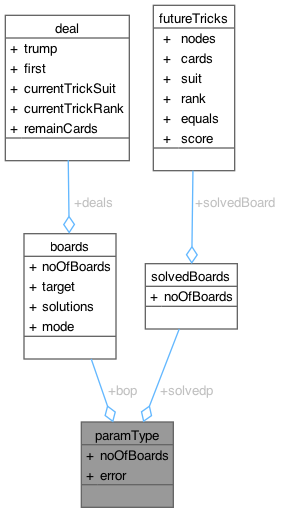 deal
+ trump
+ first
+ currentTrickSuit
+ currentTrickRank
+ remainCards
futureTricks
+ nodes
+ cards
+ suit
+ rank
+ equals
+ score
+deals
+solvedBoard
boards
+ noOfBoards
+ target
+ solutions
+ mode
solvedBoards
+ noOfBoards
+bop
+solvedp
paramType
+ noOfBoards
+ error